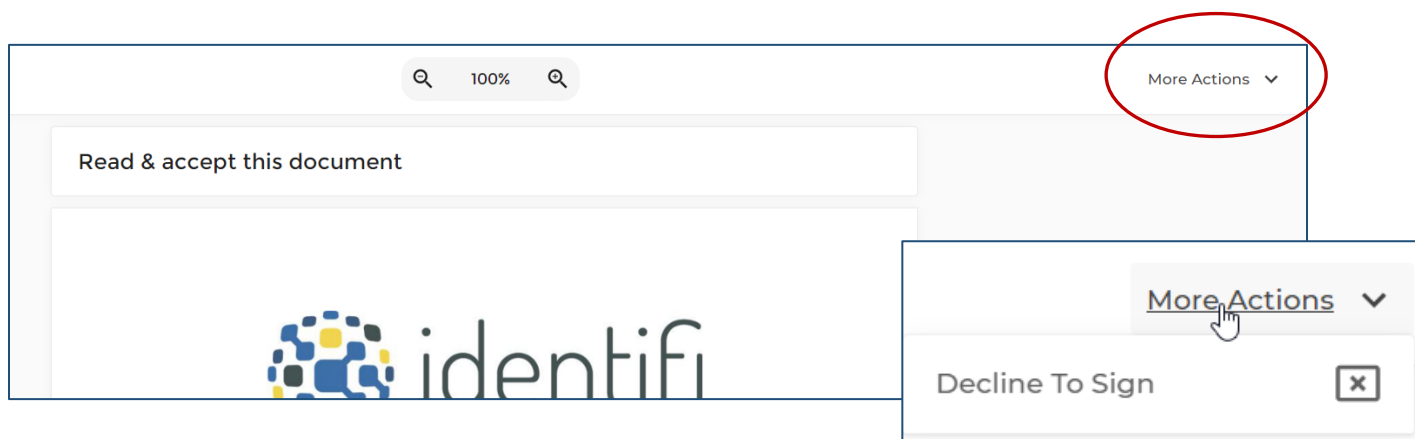 100%
More Actions
Read & accept this document
identifi
More Actions
Decline To Sign